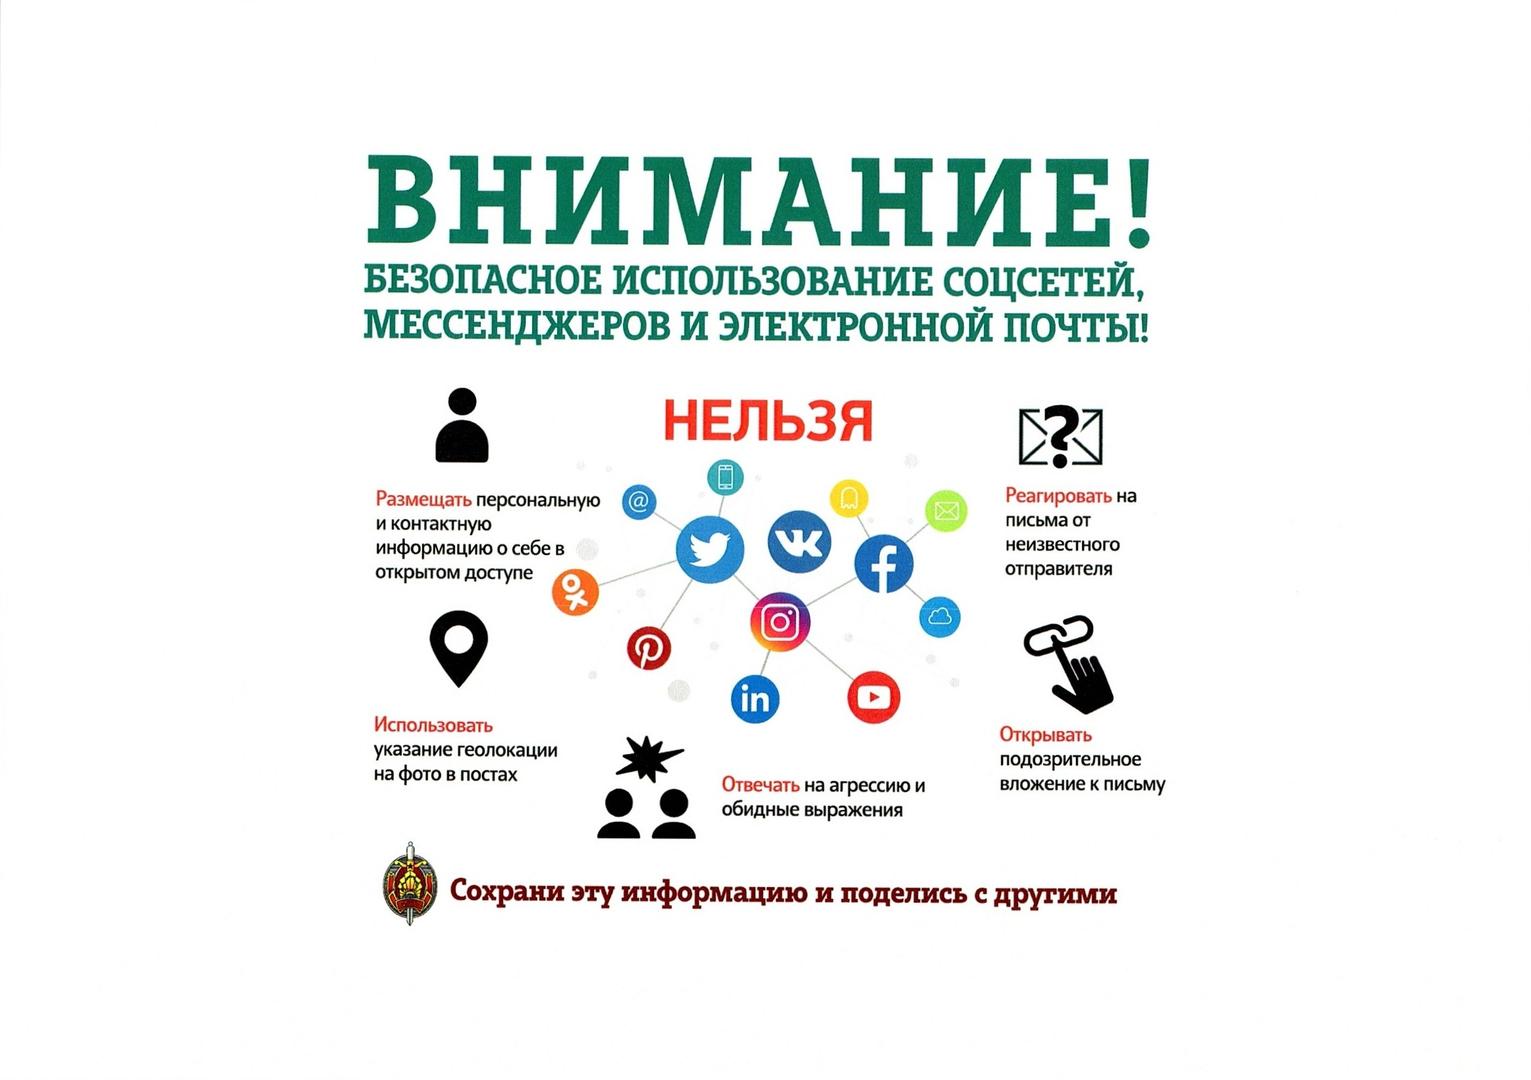 ВНИМАНИЕ!
БЕЗОПАСНОЕ ИСПОЛЬЗОВАНИЕ СОЦСЕТЕЙ,
МЕССЕНДЖЕРОВ И ЭЛЕКТРОННОЙ ПОЧТЫ!
НЕЛЬЗЯ
Размещать персональную
и контактную
информацию о себе в
открытом доступе
Реагировать на
письма от
неизвестного
отправителя
Использовать
указание геолокации
на фото в постах
Открывать
подозрительное
вложение к письму
Отвечать на агрессию и
обидные выражения
Сохрани эту информацию и поделись с другими